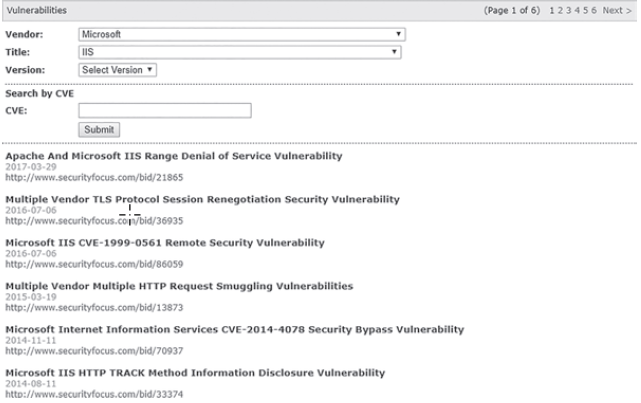 Vulnerabilities (Page 1 of 6) 1 2 3 4 5 6 Next >
Vendor: Microsoft
Title: IIS
Version: Select Version
Search by CVE
CVE:
Submit
Apache And Microsoft IIS Range Denial of Service Vulnerability
2017-03-29
http://www.securityfocus.com/bid/21865
Multiple Vendor TLS Protocol Session Renegotiation Security Vulnerability
2016-07-06
http://www.securityfocus.com/bid/36935
Microsoft IIS CVE-1999-0561 Remote Security Vulnerability
2016-07-06
http://www.securityfocus.com/bid/86059
Multiple Vendor Multiple HTTP Request Smuggling Vulnerabilities
2015-03-19
http://www.securityfocus.com/bid/13873
Microsoft Internet Information Services CVE-2014-4078 Security Bypass Vulnerability
2014-11-11
http://www.securityfocus.com/bid/70937
Microsoft IIS HTTP TRACK Method Information Disclosure Vulnerability
2014-08-11
http://www.securityfocus.com/bid/33374